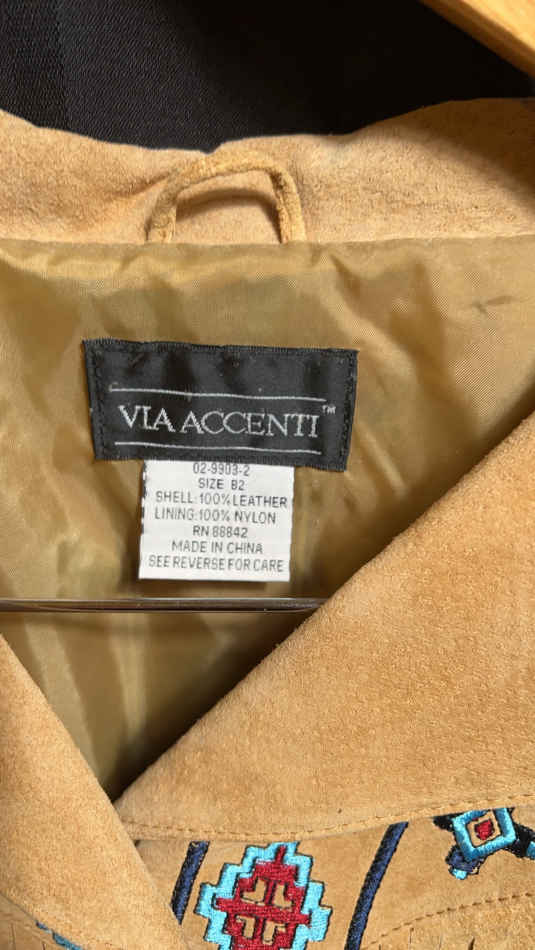 VIA ACCENTI™
02-9903-2
SIZE B2
SHELL:100% LEATHER
LINING:100% NYLON
RN 88842
MADE IN CHINA
SEE REVERSE FOR CARE